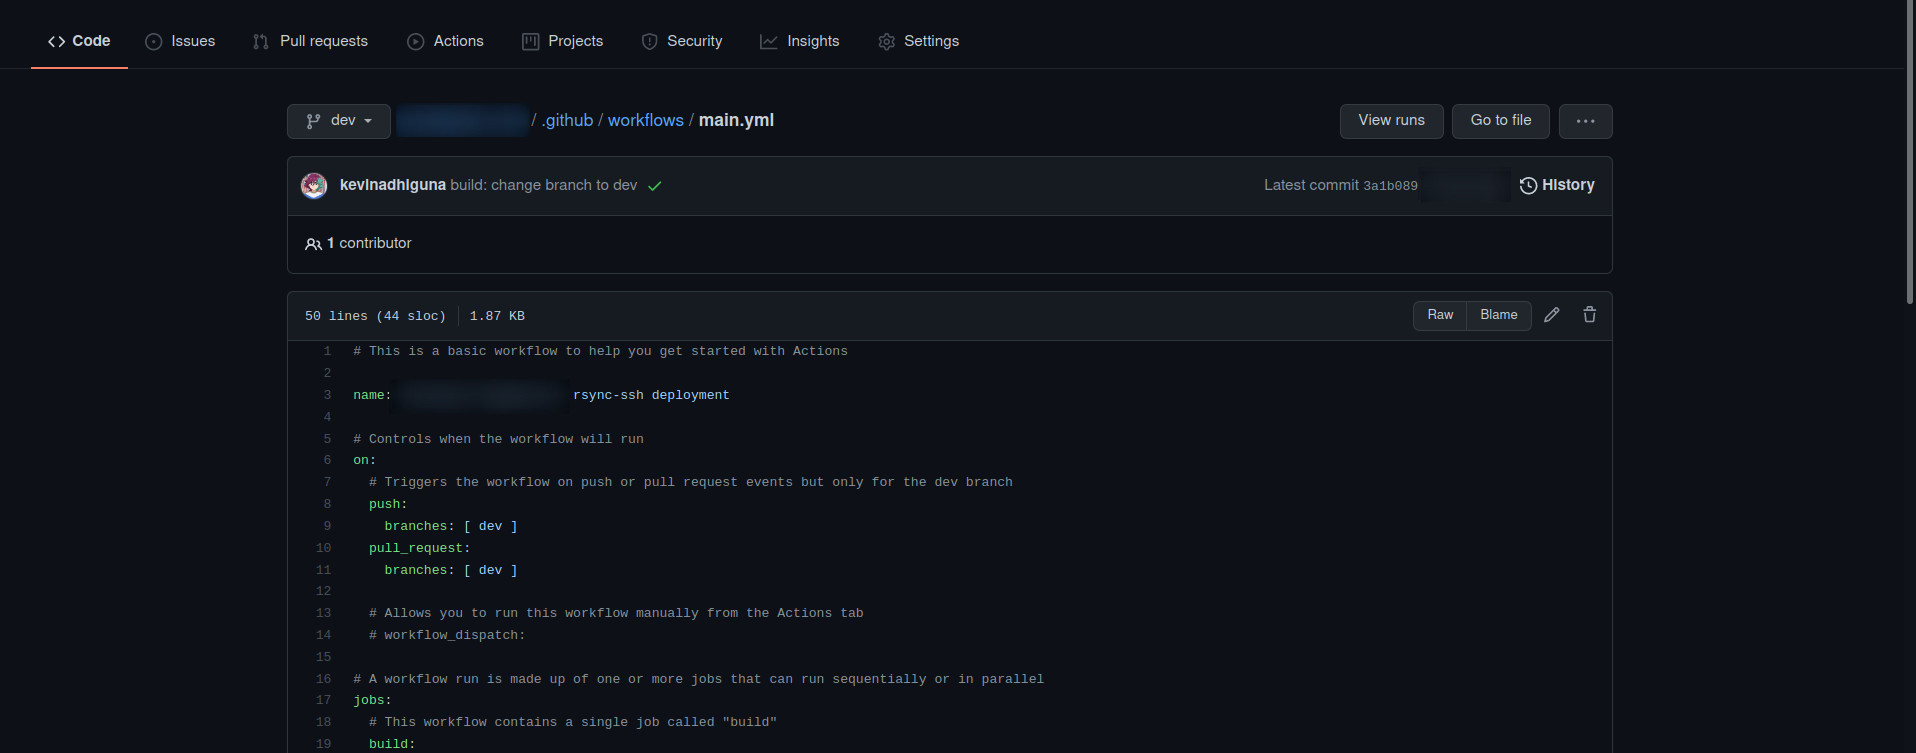 Code Issues Pull requests Actions Projects Security Insights Settings
dev / .github / workflows / main.yml View runs Go to file ...
kevinadhiguna build: change branch to dev Latest commit 3a1b089 History
1 contributor
50 lines (44 sloc) 1.87 KB Raw Blame
1 # This is a basic workflow to help you get started with Actions
2
3 name: rsync-ssh deployment
4
5 # Controls when the workflow will run
6 on:
7 # Triggers the workflow on push or pull request events but only for the dev branch
8 push:
9 branches: [ dev ]
10 pull_request:
11 branches: [ dev ]
12
13 # Allows you to run this workflow manually from the Actions tab
14 # workflow_dispatch:
15
16 # A workflow run is made up of one or more jobs that can run sequentially or in parallel
17 jobs:
18 # This workflow contains a single job called "build"
19 build: